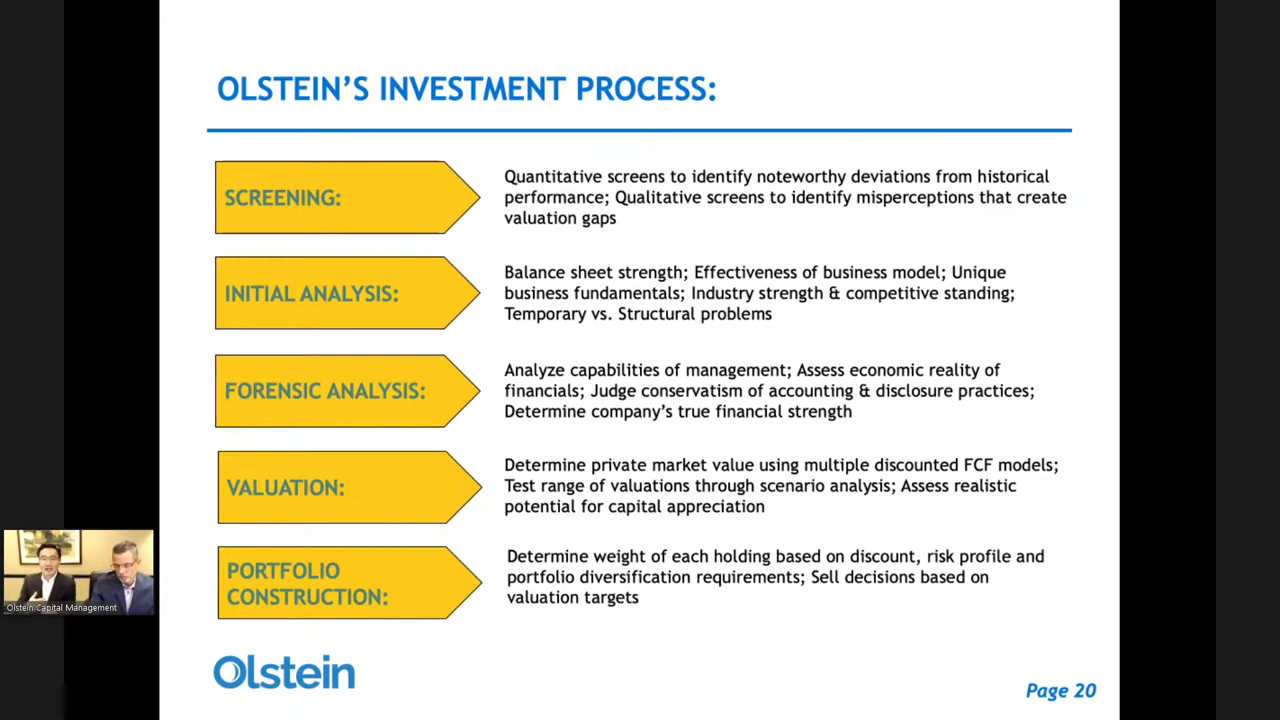 OLSTEIN’S INVESTMENT PROCESS:
SCREENING:
Quantitative screens to identify noteworthy deviations from historical
performance; Qualitative screens to identify misperceptions that create
valuation gaps
INITIAL ANALYSIS:
Balance sheet strength; Effectiveness of business model; Unique
business fundamentals; Industry strength & competitive standing;
Temporary vs. Structural problems
FORENSIC ANALYSIS:
Analyze capabilities of management; Assess economic reality of
financials; Judge conservatism of accounting & disclosure practices;
Determine company’s true financial strength
VALUATION:
Determine private market value using multiple discounted FCF models;
Test range of valuations through scenario analysis; Assess realistic
potential for capital appreciation
PORTFOLIO
CONSTRUCTION:
Determine weight of each holding based on discount, risk profile and
portfolio diversification requirements; Sell decisions based on
valuation targets
Olstein Capital Management
Olstein
Page 20